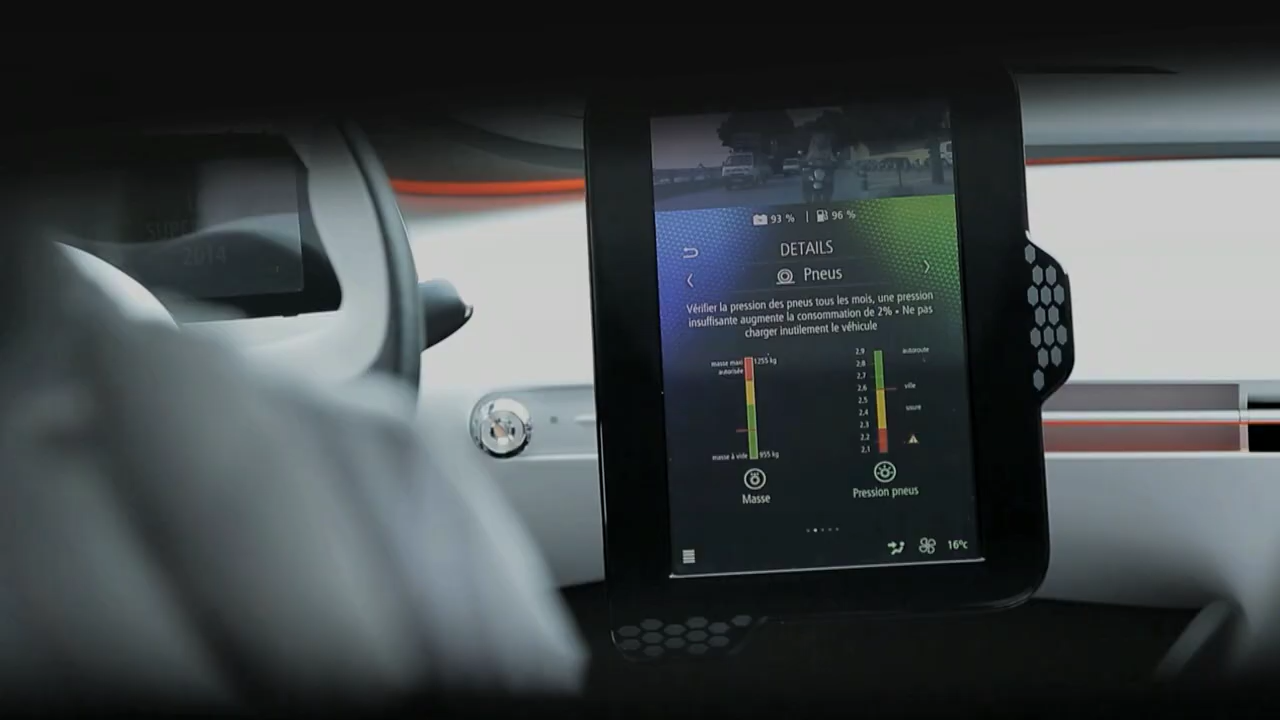 2014
93 % | 96 %
DETAILS
Pneus
Vérifier la pression des pneus tous les mois, une pression
insuffisante augmente la consommation de 2% • Ne pas
charger inutilement le véhicule
masse maxi
autorisée
1255 kg
masse à vide
955 kg
Masse
2,9
2,8
2,7
2,6
2,5
2,4
2,3
2,2
2,1
autoroute
ville
Pression pneus
16°c